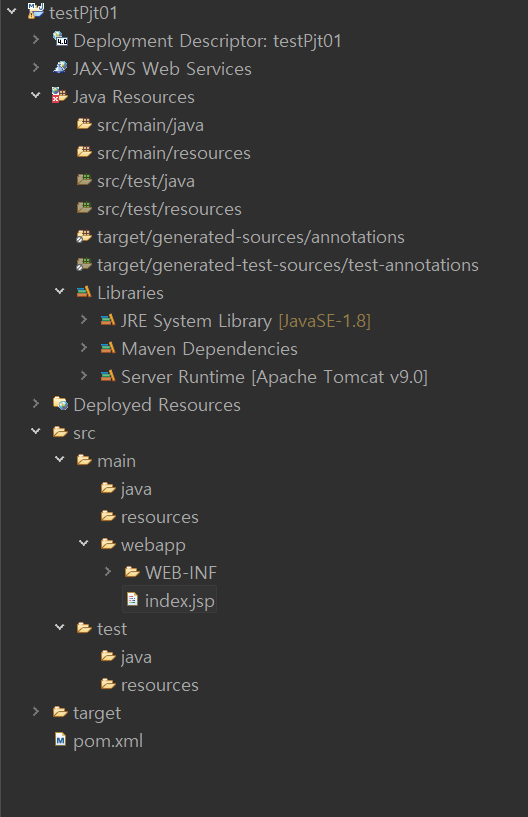 testPjt01
Deployment Descriptor: testPjt01
JAX-WS Web Services
Java Resources
src/main/java
src/main/resources
src/test/java
src/test/resources
target/generated-sources/annotations
target/generated-test-sources/test-annotations
Libraries
JRE System Library [JavaSE-1.8]
Maven Dependencies
Server Runtime [Apache Tomcat v9.0]
Deployed Resources
src
main
java
resources
webapp
WEB-INF
index.jsp
test
java
resources
target
pom.xml